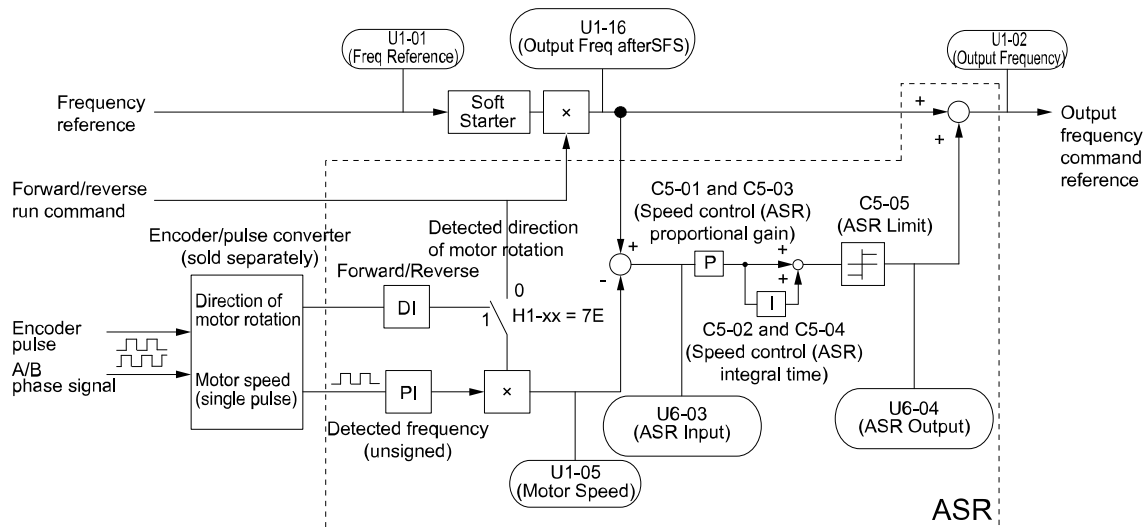 U1-01
(Freq Reference)
U1-16
(Output Freq afterSFS)
U1-02
(Output Frequency)
Frequency
reference
Soft
Starter
×
+
+
Output
frequency
command
reference
Forward/reverse
run command
Detected direction
of motor rotation
C5-01 and C5-03
(Speed control (ASR)
proportional gain)
C5-05
(ASR Limit)
Encoder/pulse converter
(sold separately)
Forward/Reverse
Direction of
motor rotation
DI
0
1
H1-xx = 7E
+
-
P
+
+
I
C5-02 and C5-04
(Speed control (ASR)
integral time)
Encoder
pulse
A/B
phase signal
Motor speed
(single pulse)
PI
×
Detected frequency
(unsigned)
U6-03
(ASR Input)
U6-04
(ASR Output)
U1-05
(Motor Speed)
ASR